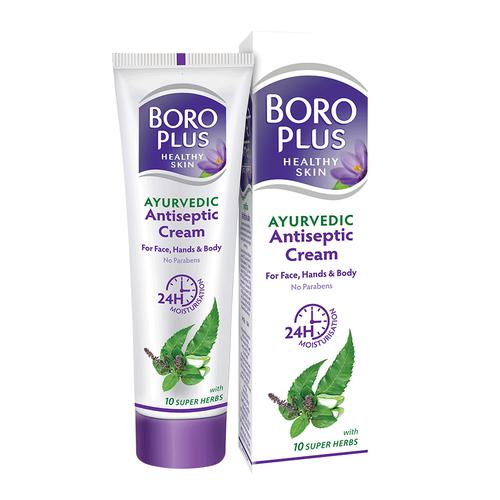 BORO
PLUS
HEALTHY
SKIN
AYURVEDIC
Antiseptic
Cream
For Face, Hands & Body
No Parabens
24H
MOISTURISATION
with
10 SUPER HERBS
BORO
PLUS
HEALTHY
SKIN
AYURVEDIC
Antiseptic
Cream
For Face, Hands & Body
No Parabens
24H
MOISTURISATION
with
10 SUPER HERBS